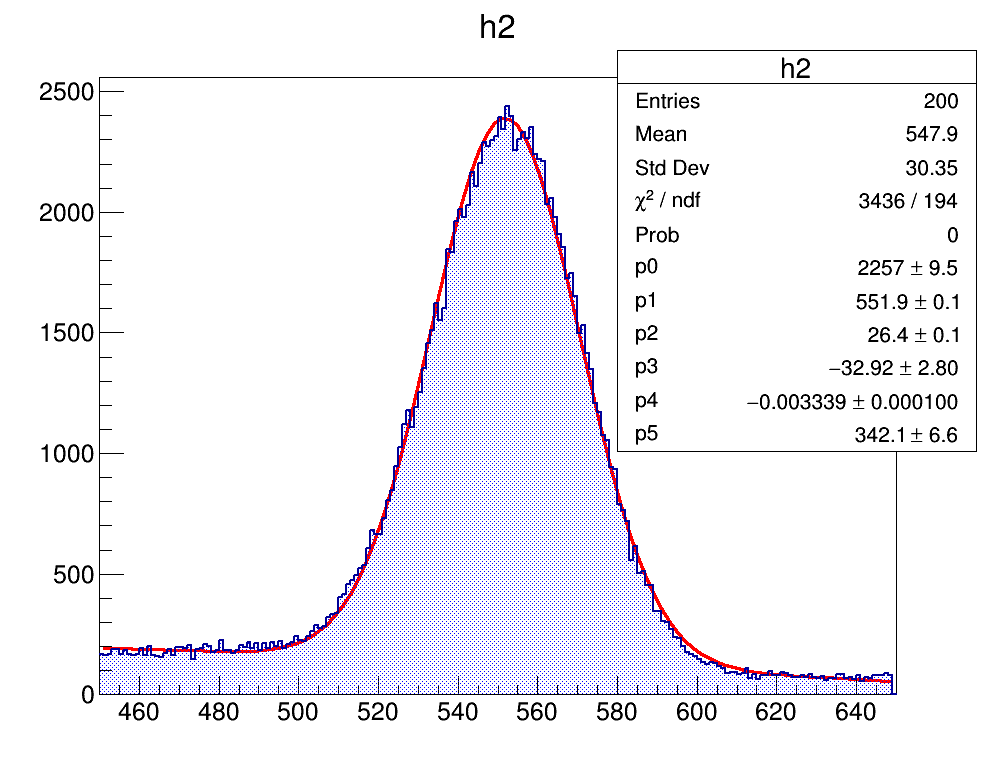 h2
h2
Entries 200
Mean 547.9
Std Dev 30.35
χ² / ndf 3436 / 194
Prob 0
p0 2257 ± 9.5
p1 551.9 ± 0.1
p2 26.4 ± 0.1
p3 −32.92 ± 2.80
p4 −0.003339 ± 0.000100
p5 342.1 ± 6.6
2500
2000
1500
1000
500
0
460 480 500 520 540 560 580 600 620 640